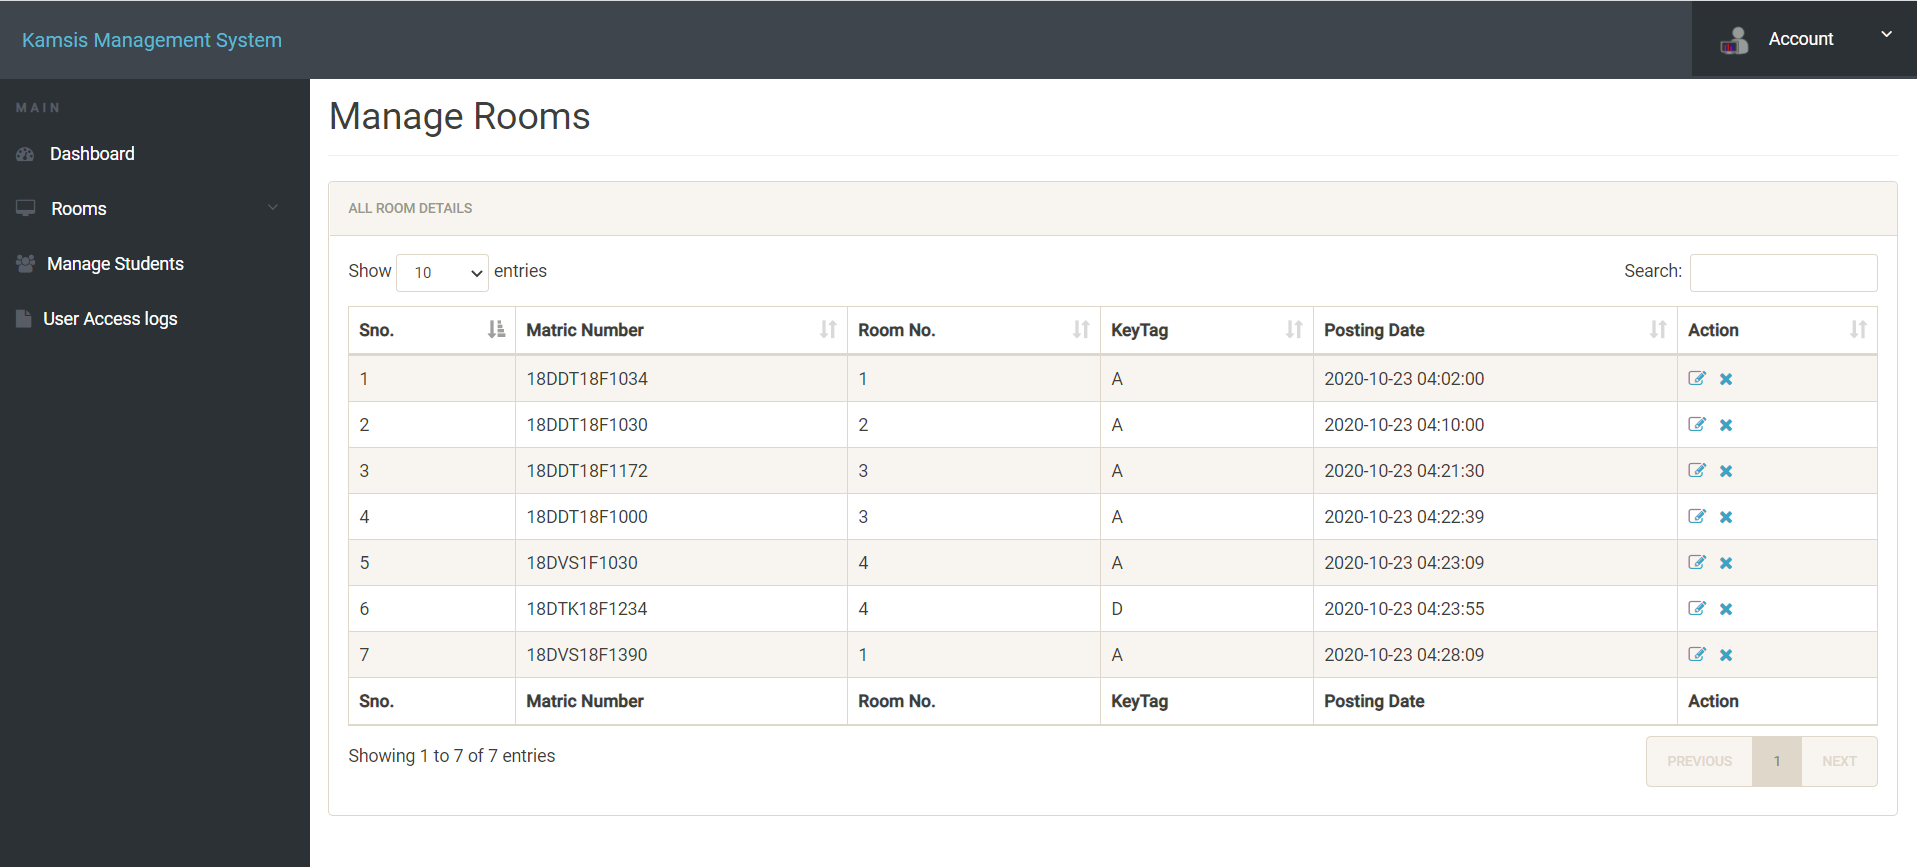 Kamsis Management System
Account
MAIN
Dashboard
Rooms
Manage Students
User Access logs
Manage Rooms
ALL ROOM DETAILS
Show 10 entries
Search:
Sno. Matric Number Room No. KeyTag Posting Date Action
1 18DDT18F1034 1 A 2020-10-23 04:02:00
2 18DDT18F1030 2 A 2020-10-23 04:10:00
3 18DDT18F1172 3 A 2020-10-23 04:21:30
4 18DDT18F1000 3 A 2020-10-23 04:22:39
5 18DVS1F1030 4 A 2020-10-23 04:23:09
6 18DTK18F1234 4 D 2020-10-23 04:23:55
7 18DVS18F1390 1 A 2020-10-23 04:28:09
Sno. Matric Number Room No. KeyTag Posting Date Action
Showing 1 to 7 of 7 entries
PREVIOUS 1 NEXT